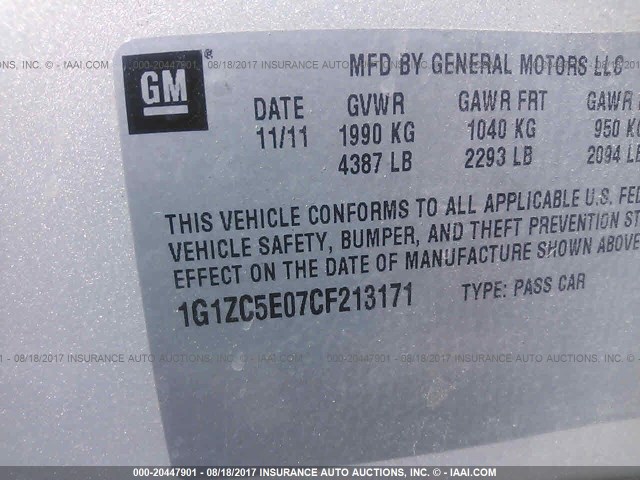 GM®
MFD BY GENERAL MOTORS LLC
DATE GVWR GAWR FRT GAWR
11/11 1990 KG 1040 KG 950 KG
4387 LB 2293 LB 2094 LB
THIS VEHICLE CONFORMS TO ALL APPLICABLE U.S. FED
VEHICLE SAFETY, BUMPER, AND THEFT PREVENTION ST
EFFECT ON THE DATE OF MANUFACTURE SHOWN ABOVE
1G1ZC5E07CF213171 TYPE: PASS CAR
000-20447901 - 08/18/2017 INSURANCE AUTO AUCTIONS, INC. © - IAAI.COM